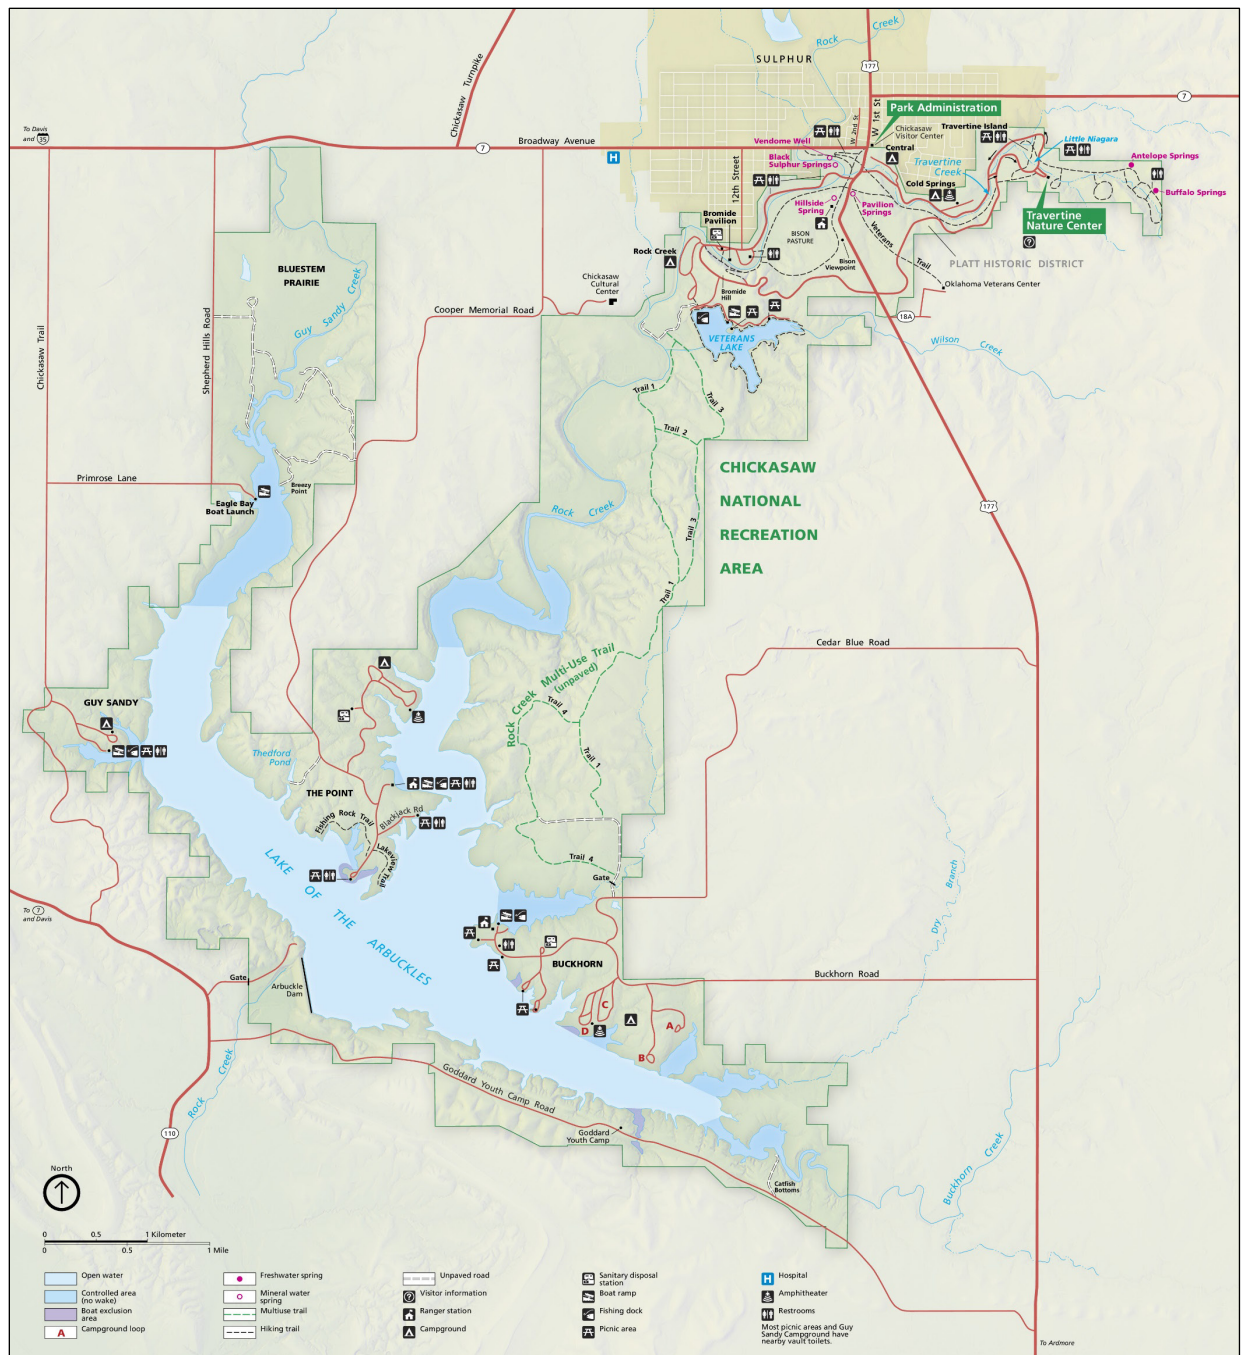 Rock
Creek
SULPHUR
177
Chickasaw Turnpike
7
To Davis
and 35
Broadway Avenue
7
H
Vendome Well
W 2nd St
W 1st St
Park Administration
Chickasaw
Visitor Center
Travertine Island
Little Niagara
Central
Black
Sulphur Springs
Travertine
Creek
Antelope Springs
12th Street
Cold Springs
Buffalo Springs
Hillside
Spring
Pavilion
Springs
Travertine
Nature Center
Bromide
Pavilion
BISON
PASTURE
Veterans
Trail
Rock Creek
Bison
Viewpoint
PLATT HISTORIC DISTRICT
BLUESTEM
PRAIRIE
Chickasaw
Cultural
Center
Bromide
Hill
Oklahoma Veterans Center
Guy Sandy Creek
Cooper Memorial Road
18A
VETERANS
LAKE
Wilson Creek
Chickasaw Trail
Shepherd Hills Road
Trail 1
Trail 3
Trail 2
CHICKASAW
NATIONAL
RECREATION
AREA
Primrose Lane
Breezy
Point
Eagle Bay
Boat Launch
Rock Creek
177
Trail 3
Trail 1
Cedar Blue Road
Rock Creek Multi-Use Trail
(unpaved)
GUY SANDY
Trail 4
Thedford
Pond
Trail 1
THE POINT
Fishing Rock Trail
Blackjack Rd
Lakeview Trail
Trail 4
LAKE OF THE ARBUCKLES
Gate
Dry Branch
To 7
and Davis
BUCKHORN
Gate
Arbuckle
Dam
Buckhorn Road
C
D
A
B
Rock Creek
Goddard Youth Camp Road
110
Goddard
Youth Camp
Buckhorn Creek
Catfish
Bottoms
North
0 0.5 1 Kilometer
0 0.5 1 Mile
Open water
Controlled area
(no wake)
Boat exclusion
area
A Campground loop
Freshwater spring
Mineral water
spring
Multiuse trail
Hiking trail
Unpaved road
Visitor information
Ranger station
Campground
Sanitary disposal
station
Boat ramp
Fishing dock
Picnic area
H Hospital
Amphitheater
Restrooms
Most picnic areas and Guy
Sandy Campground have
nearby vault toilets.
To Ardmore